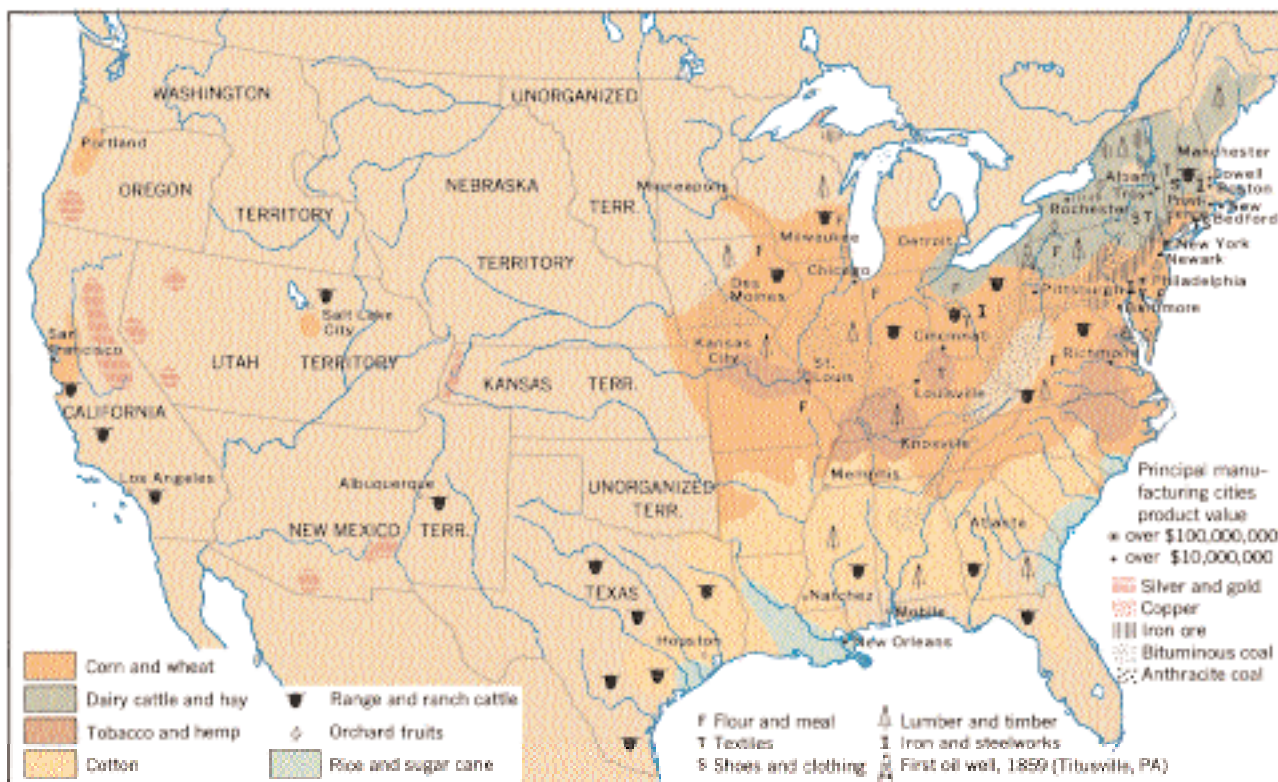 WASHINGTON
UNORGANIZED
Portland
OREGON
NEBRASKA
Minneapolis
TERRITORY
TERR.
TERRITORY
Manchester
Lowell
Albany
Boston
Troy
New
Rochester
Bedford
Milwaukee
Detroit
New York
Newark
Chicago
Des
Moines
Pittsburgh
Philadelphia
Baltimore
San
Francisco
Salt Lake
City
UTAH
TERRITORY
Kansas
City
Cincinnati
St.
Louis
Richmond
KANSAS
TERR.
Louisville
CALIFORNIA
Knoxville
Los Angeles
Albuquerque
Memphis
UNORGANIZED
TERR.
NEW MEXICO
TERR.
Atlanta
TEXAS
Natchez
Mobile
Houston
New Orleans
Principal manu-
facturing cities
product value
over $100,000,000
over $10,000,000
Silver and gold
Copper
Iron ore
Bituminous coal
Anthracite coal
Corn and wheat
Dairy cattle and hay
Tobacco and hemp
Cotton
Range and ranch cattle
Orchard fruits
Rice and sugar cane
F Flour and meal
T Textiles
S Shoes and clothing
Lumber and timber
I Iron and steelworks
First oil well, 1859 (Titusville, PA)